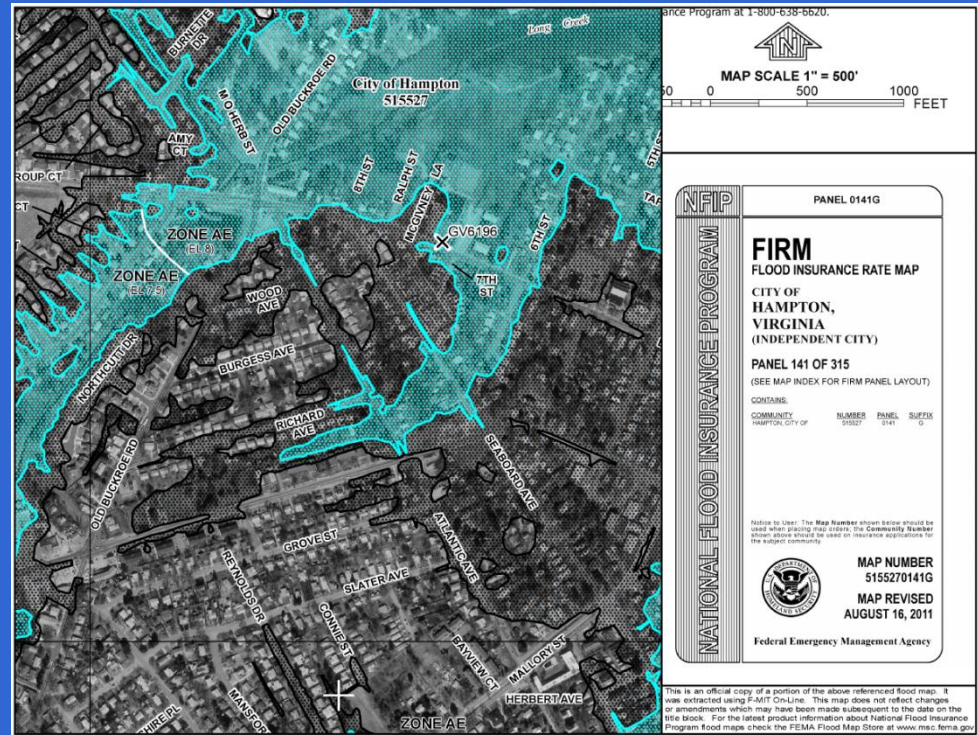 BURNETTE
DR
Long Creek
City of Hampton
515527
OLD BUCKROE RD
M O HERB ST
AMY
CT
ROUP CT
CT
8TH ST
RALPH ST
MCGIVNEY LA
5TH S
TAP
GV6196
6TH ST
7TH
ST
ZONE AE
(EL 8)
ZONE AE
(EL 7.5)
WOOD
AVE
NORTHCUTT DR
BURGESS AVE
RICHARD
AVE
OLD BUCKROE RD
SEABOARD AVE
GROVE ST
ATLANTIC AVE
REYNOLDS DR
SLATER AVE
CONNIE ST
BAYVIEW CT
MALLORY ST
HERBERT AVE
MANSFOR
HIRE PL
ZONE AE
ance Program at 1-800-638-6620.
N
MAP SCALE 1" = 500'
0 500 1000
FEET
NFIP
NATIONAL FLOOD INSURANCE PROGRAM
PANEL 0141G
FIRM
FLOOD INSURANCE RATE MAP
CITY OF
HAMPTON,
VIRGINIA
(INDEPENDENT CITY)
PANEL 141 OF 315
(SEE MAP INDEX FOR FIRM PANEL LAYOUT)
CONTAINS:
COMMUNITY NUMBER PANEL SUFFIX
HAMPTON, CITY OF 515527 0141 G
Notice to User: The Map Number shown below should be
used when placing map orders; the Community Number
shown above should be used on insurance applications for
the subject community.
MAP NUMBER
5155270141G
MAP REVISED
AUGUST 16, 2011
Federal Emergency Management Agency
This is an official copy of a portion of the above referenced flood map. It
was extracted using F-MIT On-Line. This map does not reflect changes
or amendments which may have been made subsequent to the date on the
title block. For the latest product information about National Flood Insurance
Program flood maps check the FEMA Flood Map Store at www.msc.fema.gov